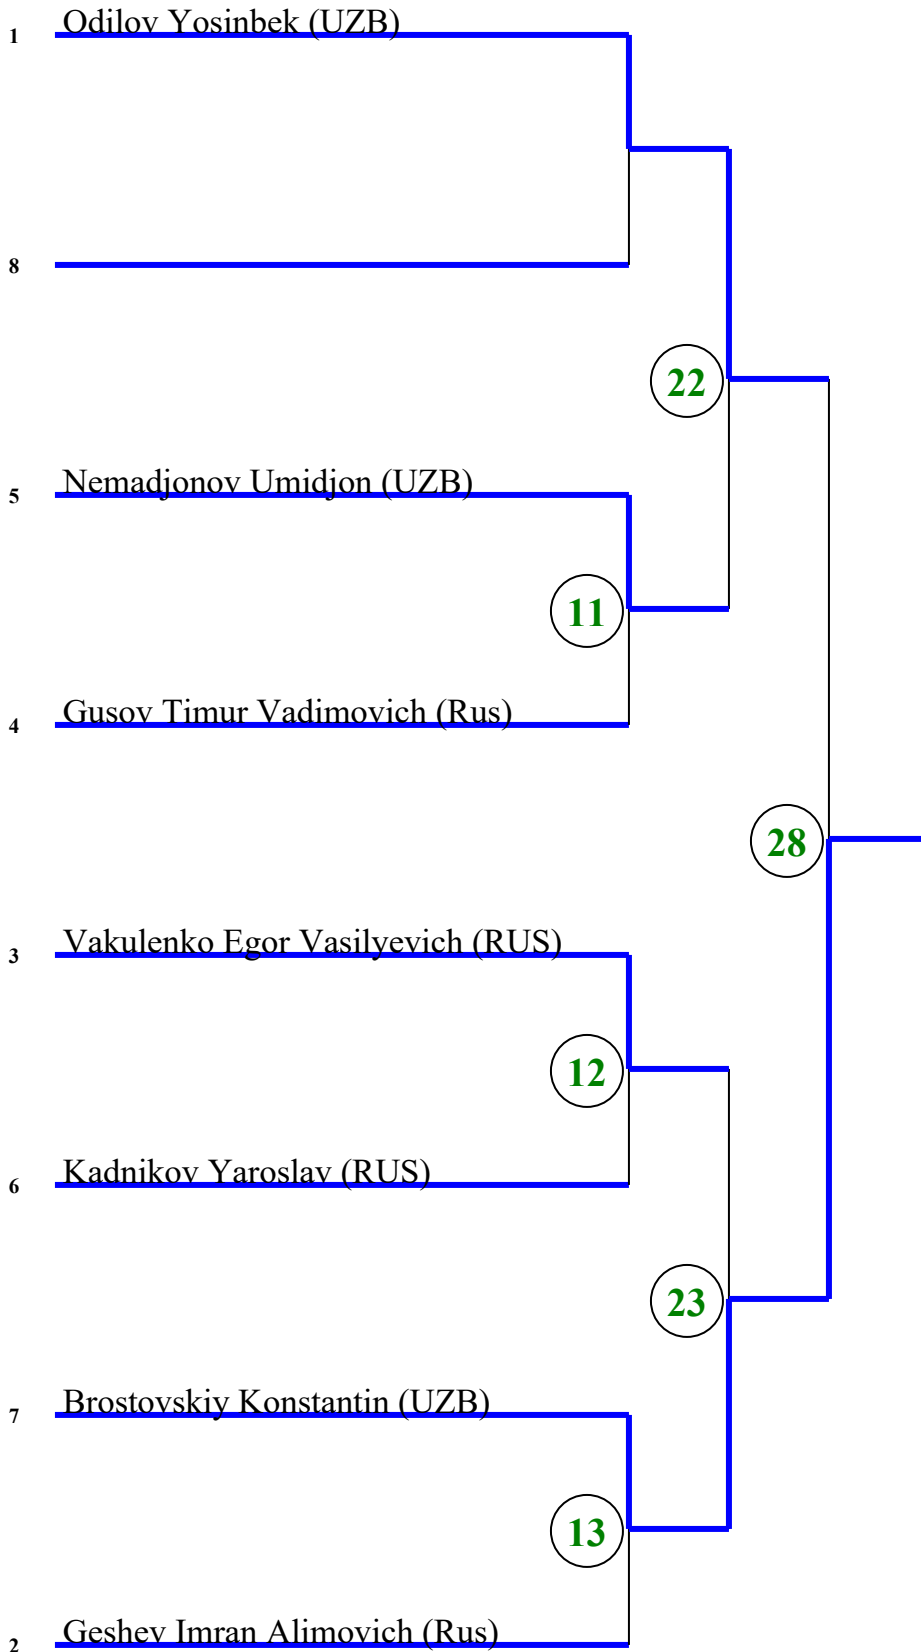 1 Odilov Yosinbek (UZB)
8
22
5 Nemadjonov Umidjon (UZB)
11
4 Gusov Timur Vadimovich (Rus)
28
3 Vakulenko Egor Vasilyevich (RUS)
12
6 Kadnikov Yaroslav (RUS)
23
7 Brostovskiy Konstantin (UZB)
13
2 Geshev Imran Alimovich (Rus)